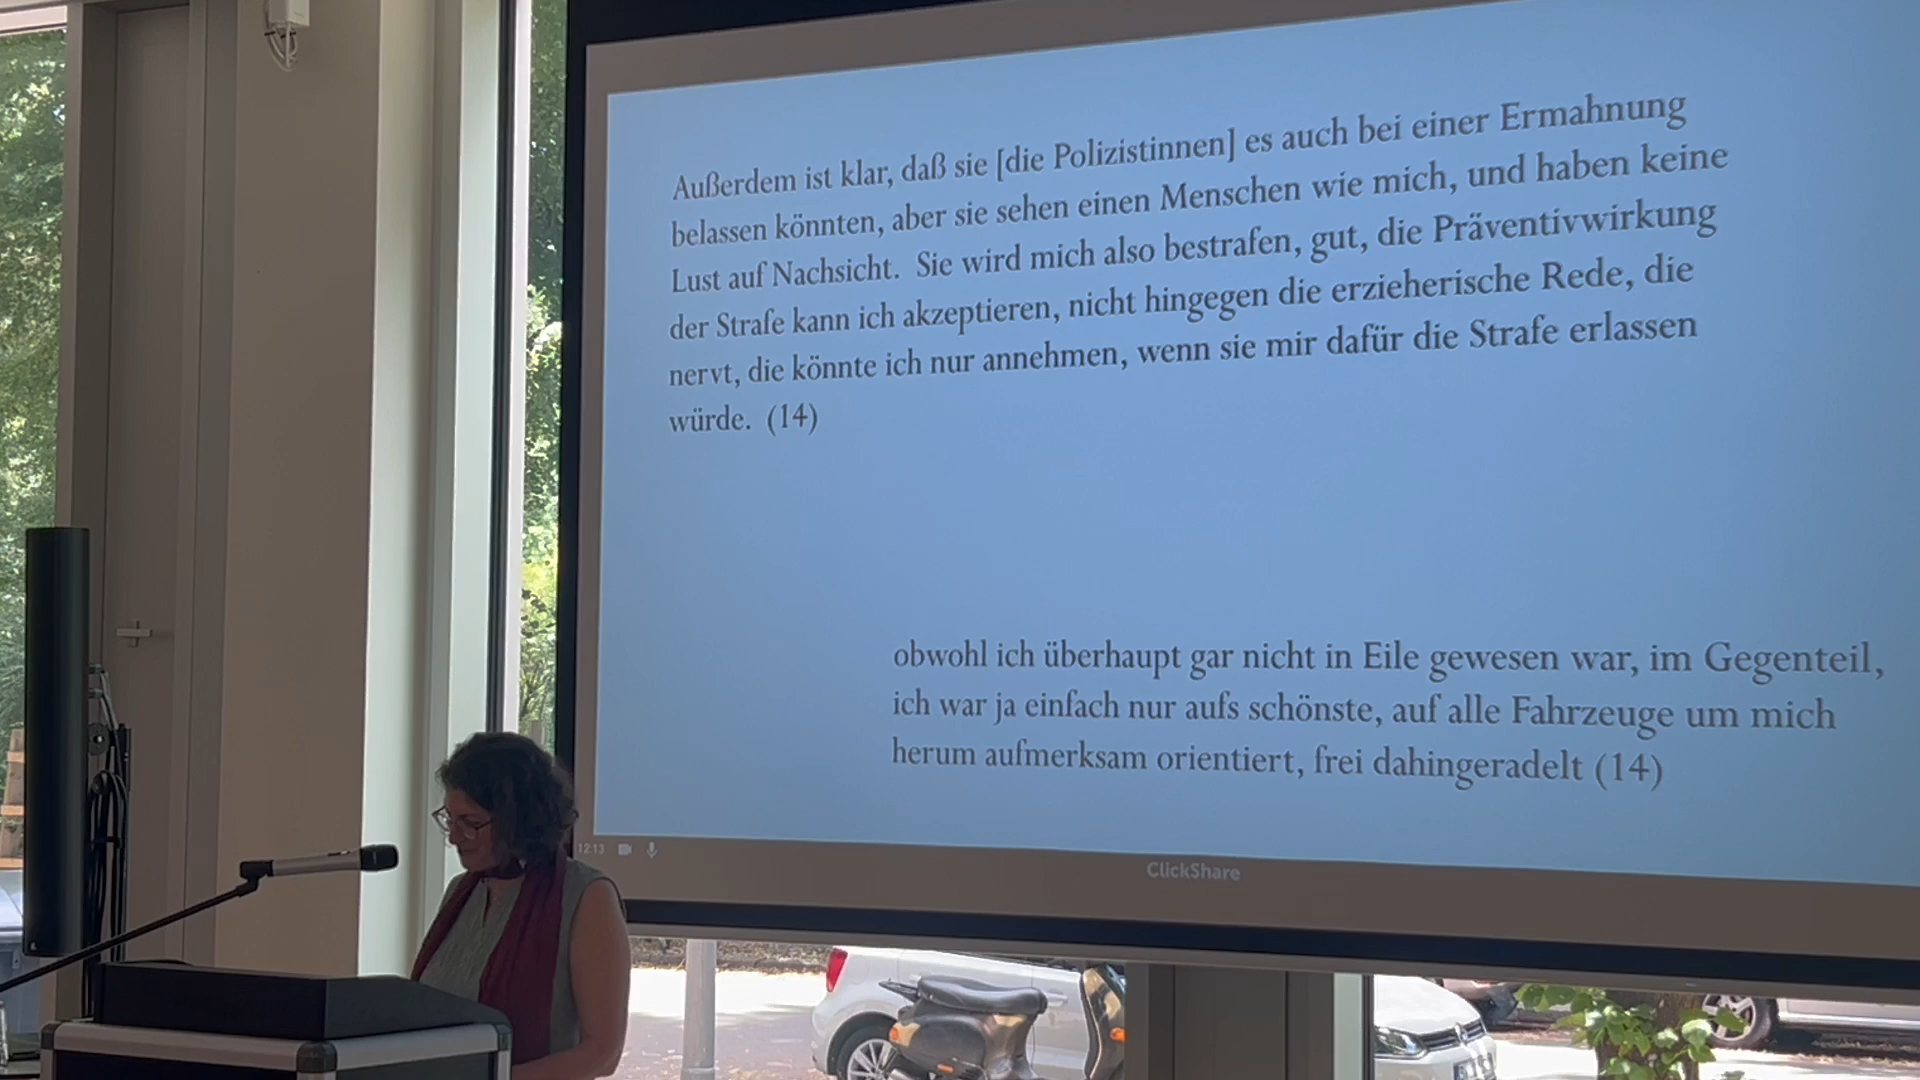 Außerdem ist klar, daß sie [die Polizistinnen] es auch bei einer Ermahnung
belassen könnten, aber sie sehen einen Menschen wie mich, und haben keine
Lust auf Nachsicht. Sie wird mich also bestrafen, gut, die Präventivwirkung
der Strafe kann ich akzeptieren, nicht hingegen die erzieherische Rede, die
nervt, die könnte ich nur annehmen, wenn sie mir dafür die Strafe erlassen
würde. (14)
obwohl ich überhaupt gar nicht in Eile gewesen war, im Gegenteil,
ich war ja einfach nur aufs schönste, auf alle Fahrzeuge um mich
herum aufmerksam orientiert, frei dahingeradelt (14)
12:13
ClickShare